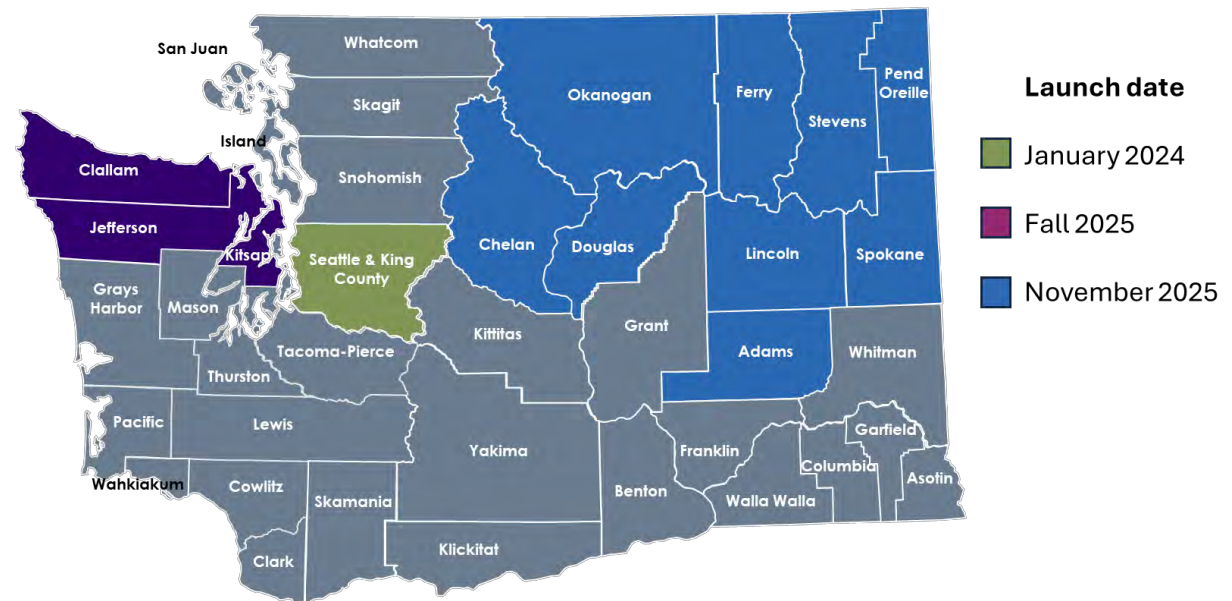 San Juan
Whatcom
Skagit
Island
Snohomish
Clallam
Jefferson
Kitsap
Seattle & King
County
Grays
Harbor
Mason
Thurston
Tacoma-Pierce
Pacific
Lewis
Wahkiakum
Cowlitz
Skamania
Clark
Okanogan
Ferry
Stevens
Pend
Oreille
Chelan
Douglas
Lincoln
Spokane
Kittitas
Grant
Adams
Whitman
Yakima
Klickitat
Benton
Franklin
Walla Walla
Columbia
Garfield
Asotin
Launch date
January 2024
Fall 2025
November 2025